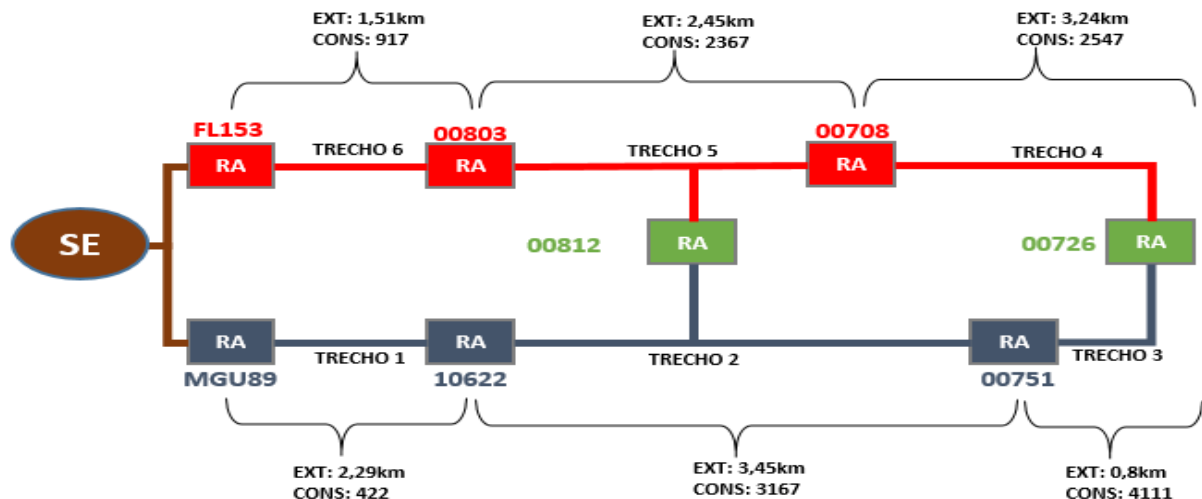 EXT: 1,51km
CONS: 917
EXT: 2,45km
CONS: 2367
EXT: 3,24km
CONS: 2547
FL153
00803
00708
RA
TRECHO 6
RA
TRECHO 5
RA
TRECHO 4
SE
00812
RA
00726
RA
RA
TRECHO 1
RA
TRECHO 2
RA
TRECHO 3
MGU89
10622
00751
EXT: 2,29km
CONS: 422
EXT: 3,45km
CONS: 3167
EXT: 0,8km
CONS: 4111